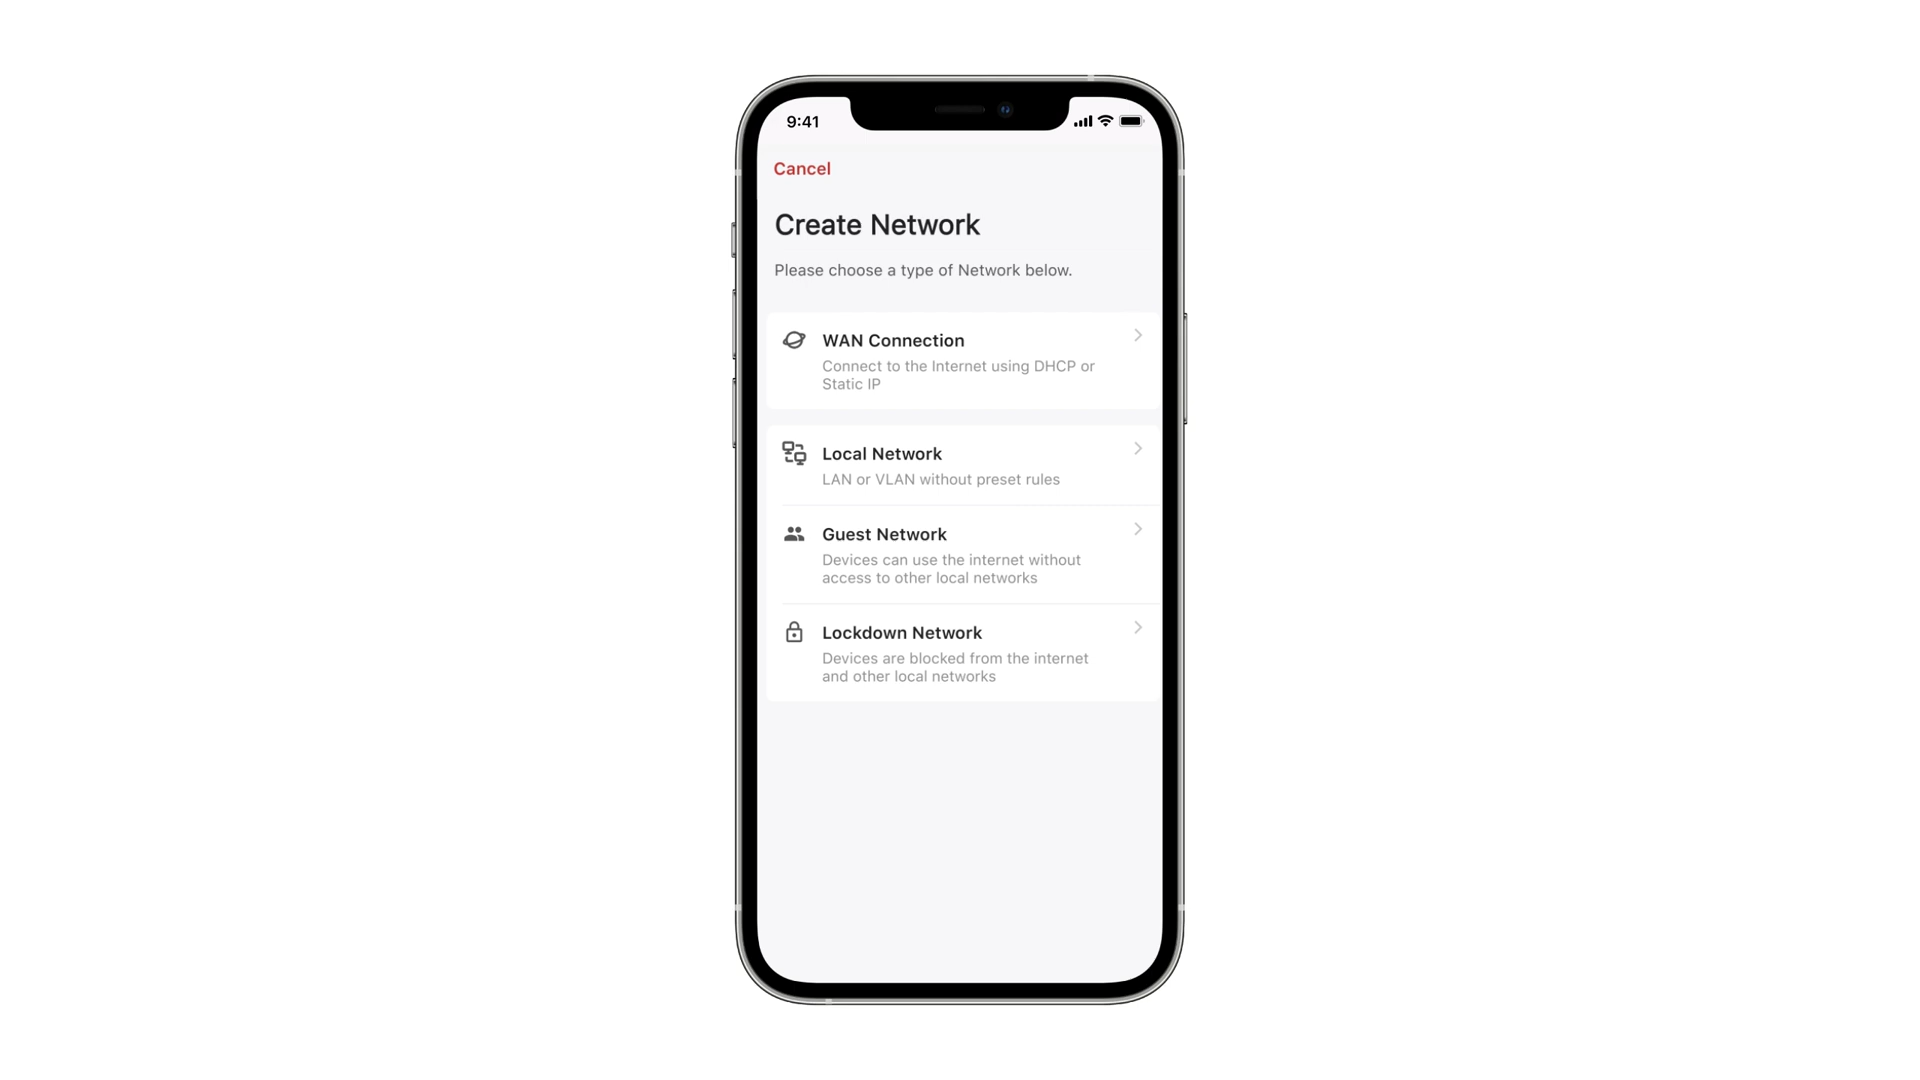 9:41
Cancel
Create Network
Please choose a type of Network below.
WAN Connection
Connect to the Internet using DHCP or
Static IP
Local Network
LAN or VLAN without preset rules
Guest Network
Devices can use the internet without
access to other local networks
Lockdown Network
Devices are blocked from the internet
and other local networks